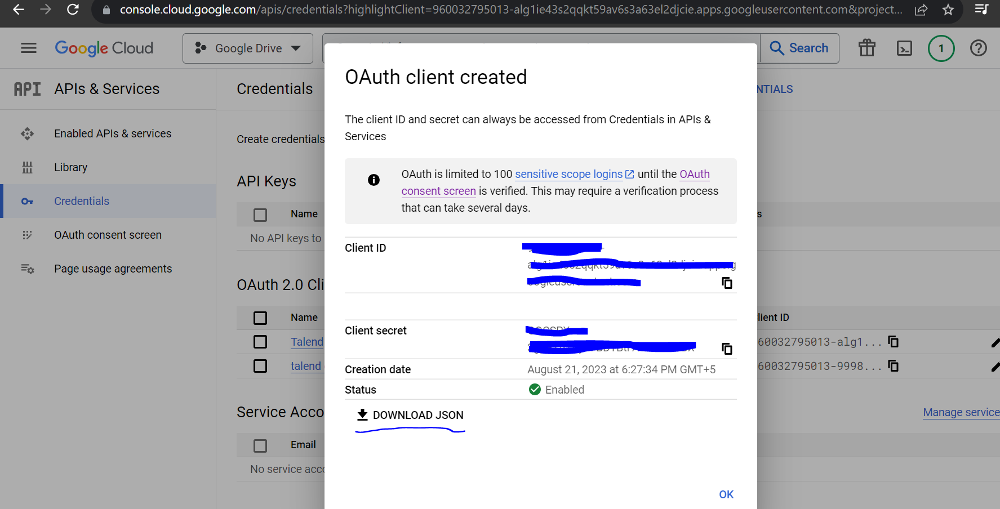 console.cloud.google.com/apis/credentials?highlightClient=960032795013-alg1ie43s2qqkt59av6s3a63el2djcie.apps.googleusercontent.com&project...
Google Cloud
Google Drive
Search
1
API
APIs & Services
Credentials
NTIALS
Enabled APIs & services
Library
Credentials
OAuth consent screen
Page usage agreements
Create credentials
API Keys
Name
s
No API keys to
OAuth 2.0 Cli
Name
lient ID
Talend
60032795013-alg1...
talend
60032795013-9998...
Service Acco
Manage service
Email
No service acco
OAuth client created
The client ID and secret can always be accessed from Credentials in APIs &
Services
OAuth is limited to 100 sensitive scope logins until the OAuth
consent screen is verified. This may require a verification process
that can take several days.
Client ID
Client secret
Creation date
August 21, 2023 at 6:27:34 PM GMT+5
Status
Enabled
DOWNLOAD JSON
OK